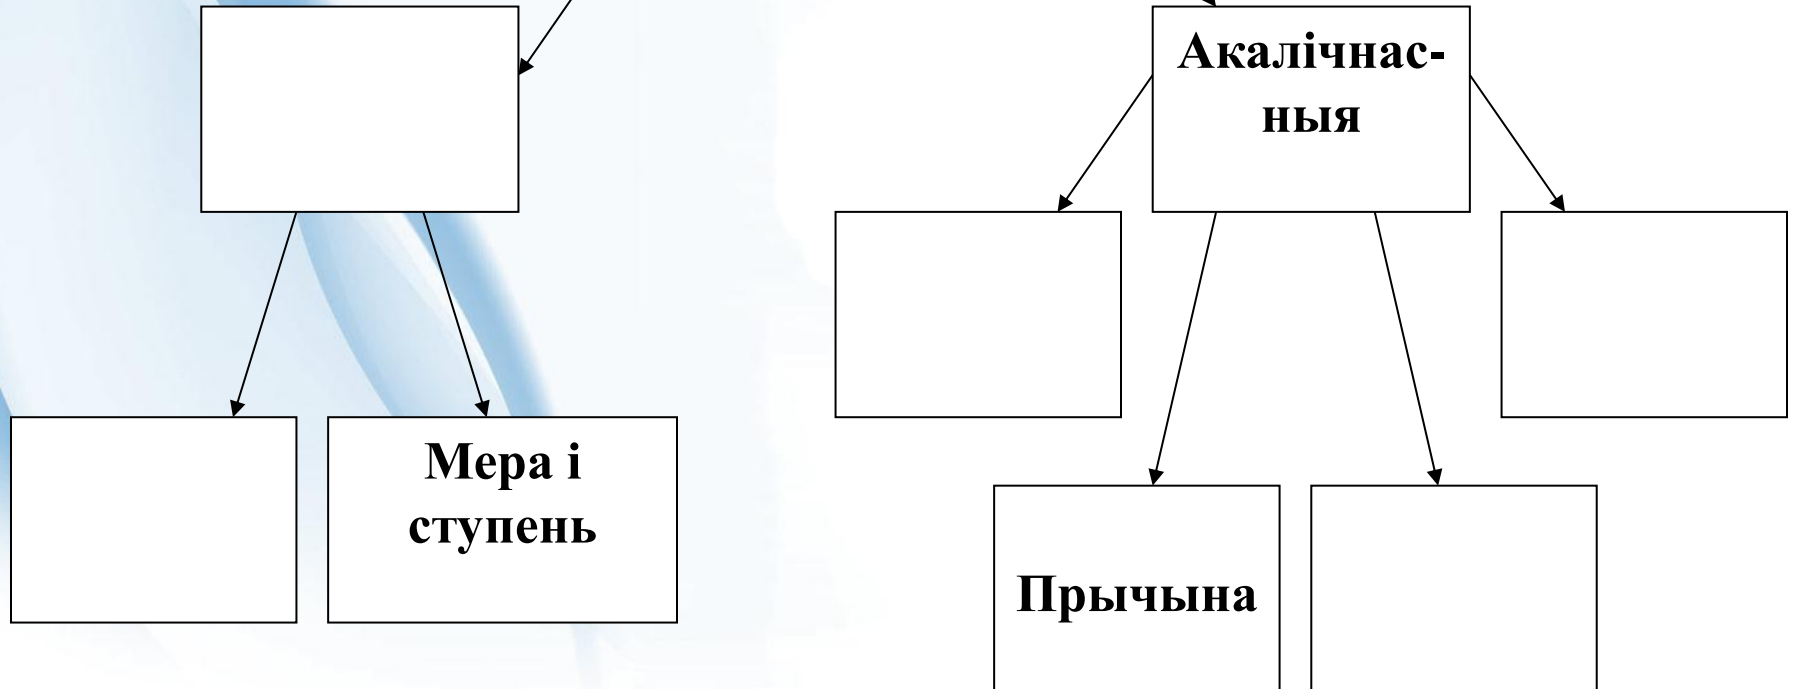 Акалічнас-
ныя
Мера і
ступень
Прычына